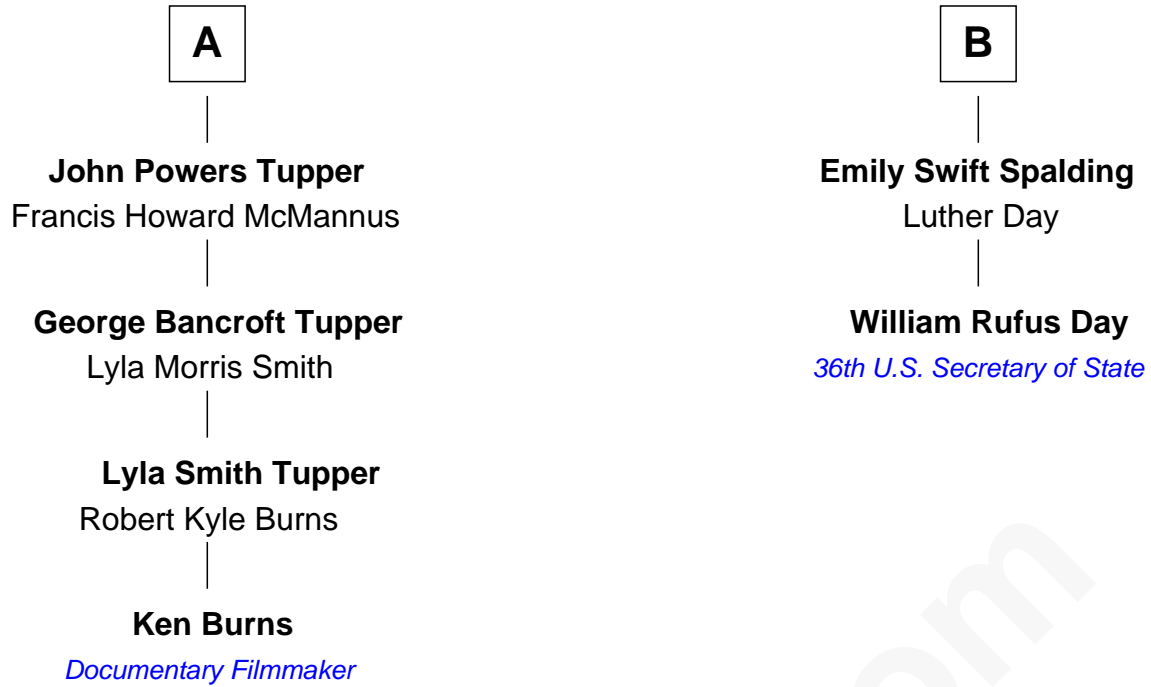 A
John Powers Tupper
Francis Howard McMannus
George Bancroft Tupper
Lyla Morris Smith
Lyla Smith Tupper
Robert Kyle Burns
Ken Burns
Documentary Filmmaker
B
Emily Swift Spalding
Luther Day
William Rufus Day
36th U.S. Secretary of State
om